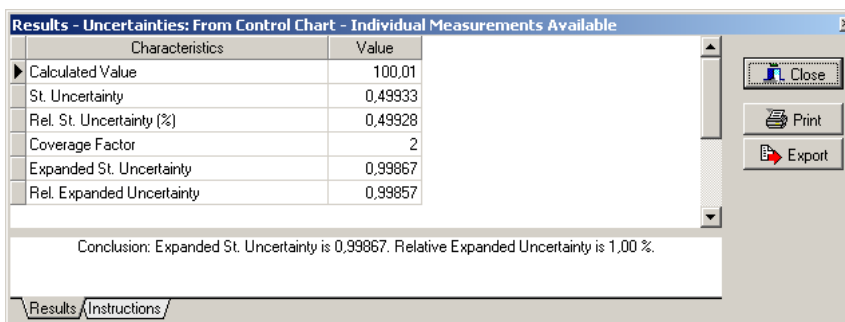 Results - Uncertainties: From Control Chart - Individual Measurements Available
Characteristics Value
Calculated Value 100,01
St. Uncertainty 0,49933
Rel. St. Uncertainty (%) 0,49928
Coverage Factor 2
Expanded St. Uncertainty 0,99867
Rel. Expanded Uncertainty 0,99857
Close
Print
Export
Conclusion: Expanded St. Uncertainty is 0,99867. Relative Expanded Uncertainty is 1,00 %.
Results Instructions